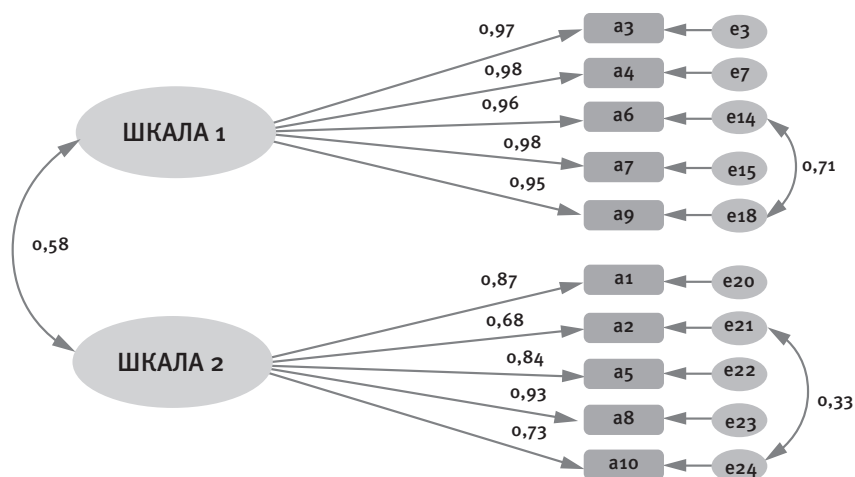 0,97 a3 e3
0,98 a4 e7
0,96 a6 e14
ШКАЛА 1
0,98 a7 e15
0,71
0,95 a9 e18
0,58
0,87 a1 e20
0,68 a2 e21
0,84 a5 e22
ШКАЛА 2
0,93 a8 e23
0,33
0,73 a10 e24